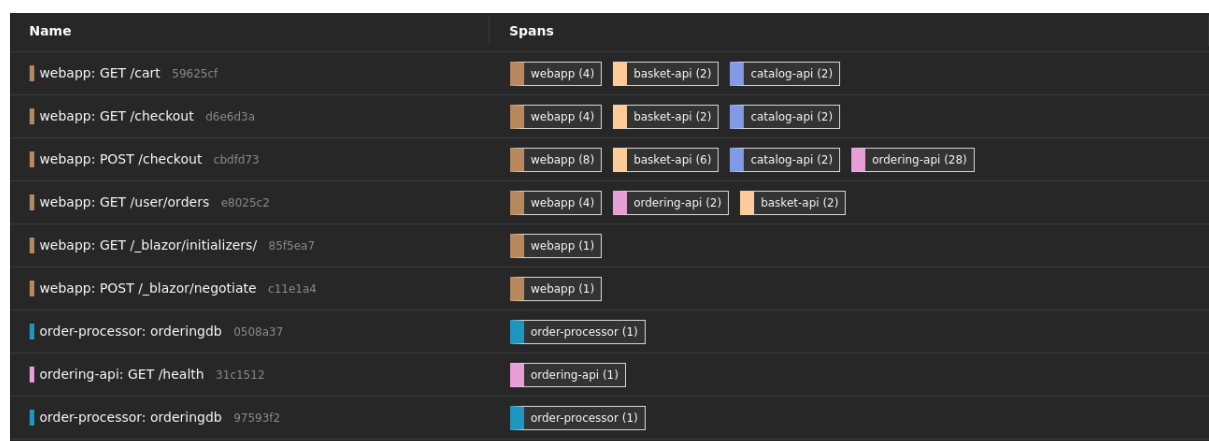 Name Spans
webapp: GET /cart 59625cf webapp (4) basket-api (2) catalog-api (2)
webapp: GET /checkout d6e6d3a webapp (4) basket-api (2) catalog-api (2)
webapp: POST /checkout cbdfd73 webapp (8) basket-api (6) catalog-api (2) ordering-api (28)
webapp: GET /user/orders e8025c2 webapp (4) ordering-api (2) basket-api (2)
webapp: GET /_blazor/initializers/ 85f5ea7 webapp (1)
webapp: POST /_blazor/negotiate c11e1a4 webapp (1)
order-processor: orderingdb 0508a37 order-processor (1)
ordering-api: GET /health 31c1512 ordering-api (1)
order-processor: orderingdb 97593f2 order-processor (1)